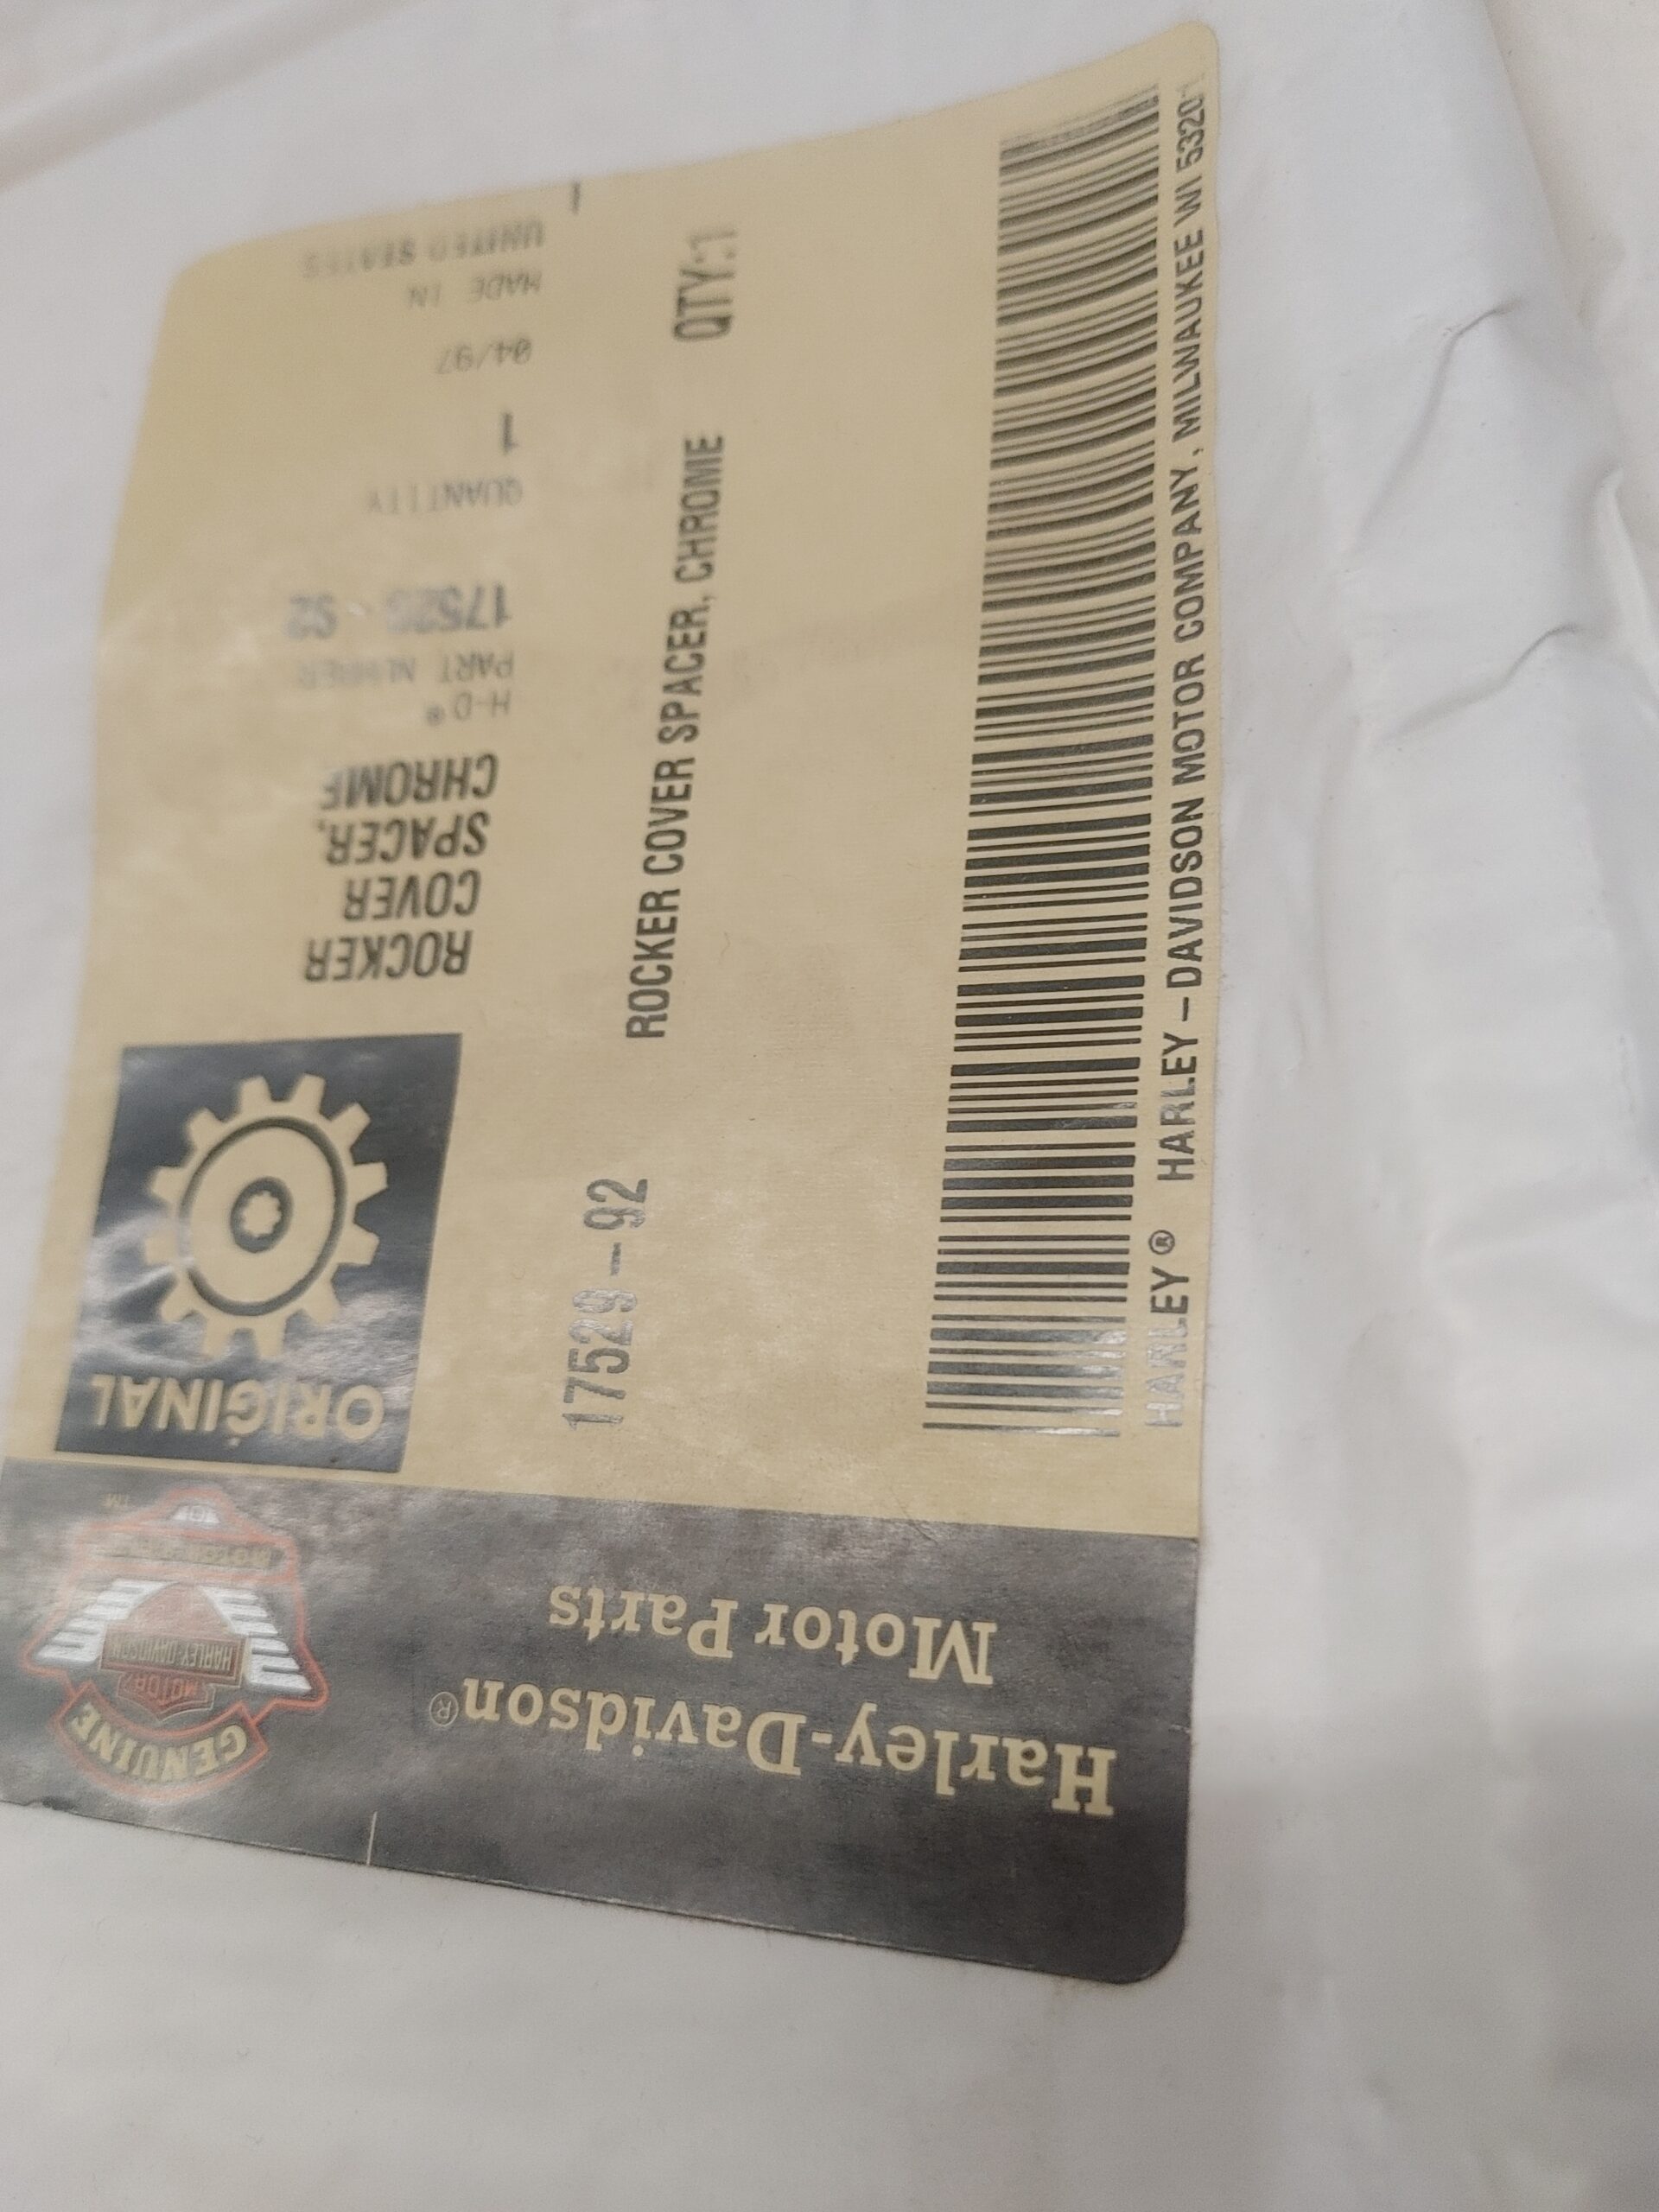 Harley-Davidson®
Motor Parts
GENUINE
MOTOR
HARLEY-DAVIDSON
ORIGINAL
ROCKER
COVER
SPACER,
CHROME
H-D®
PART NUMBER
17529-92
QUANTITY
1
04/97
MADE IN
UNITED STATES
17529-92
ROCKER COVER SPACER, CHROME QTY:1
HARLEY® HARLEY-DAVIDSON MOTOR COMPANY, MILWAUKEE WI 53201